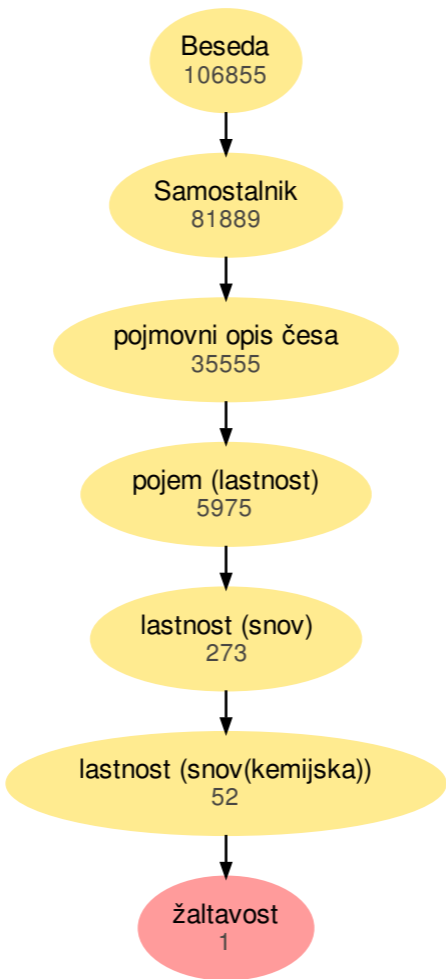 Beseda
106855
Samostalnik
81889
pojmovni opis česa
35555
pojem (lastnost)
5975
lastnost (snov)
273
lastnost (snov(kemijska))
52
žaltavost
1